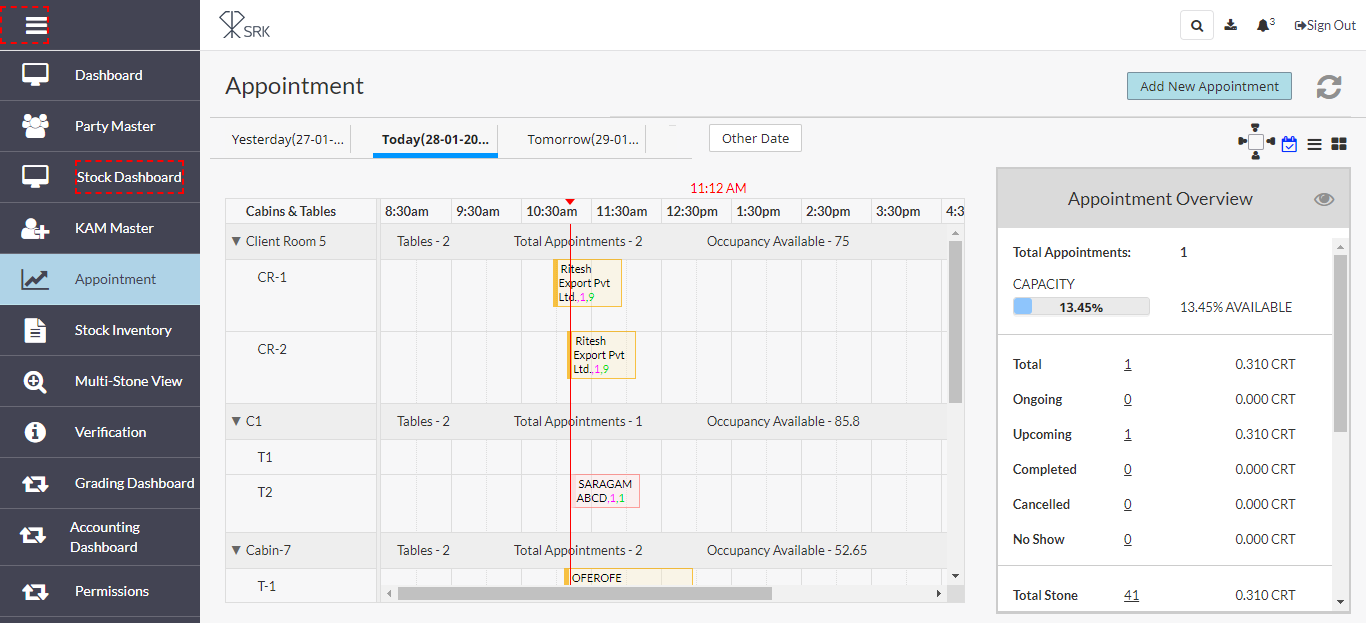 SRK
3
Sign Out
Dashboard
Party Master
Stock Dashboard
KAM Master
Appointment
Stock Inventory
Multi-Stone View
Verification
Grading Dashboard
Accounting
Dashboard
Permissions
Appointment
Add New Appointment
Yesterday(27-01-...
Today(28-01-20...
Tomorrow(29-01...
Other Date
11:12 AM
Cabins & Tables 8:30am 9:30am 10:30am 11:30am 12:30pm 1:30pm 2:30pm 3:30pm 4:3
Client Room 5 Tables - 2 Total Appointments - 2 Occupancy Available - 75
CR-1
Ritesh
Export Pvt
Ltd.,1,9
CR-2
Ritesh
Export Pvt
Ltd.,1,9
C1 Tables - 2 Total Appointments - 1 Occupancy Available - 85.8
T1
T2
SARAGAM
ABCD,1,1
Cabin-7 Tables - 2 Total Appointments - 2 Occupancy Available - 52.65
T-1
OFEROFE
Appointment Overview
Total Appointments: 1
CAPACITY
13.45% 13.45% AVAILABLE
Total 1 0.310 CRT
Ongoing 0 0.000 CRT
Upcoming 1 0.310 CRT
Completed 0 0.000 CRT
Cancelled 0 0.000 CRT
No Show 0 0.000 CRT
Total Stone 41 0.310 CRT